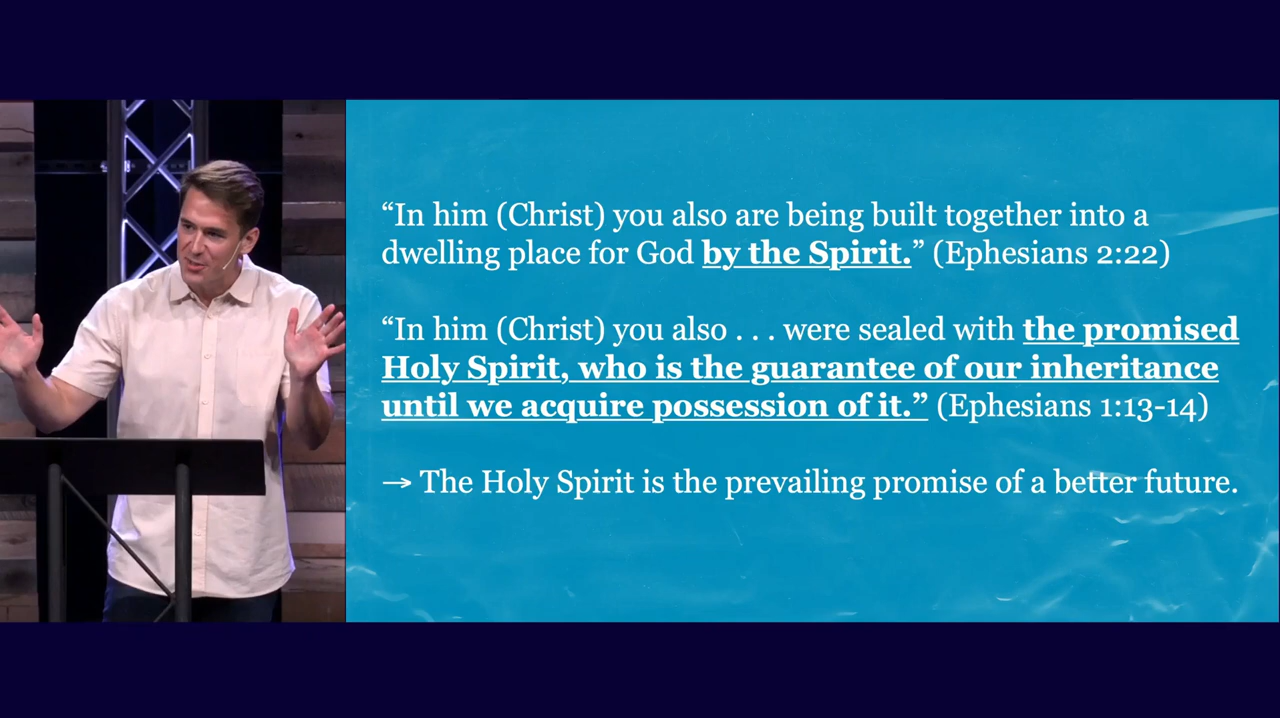 “In him (Christ) you also are being built together into a
dwelling place for God by the Spirit.” (Ephesians 2:22)
“In him (Christ) you also . . . were sealed with the promised
Holy Spirit, who is the guarantee of our inheritance
until we acquire possession of it.” (Ephesians 1:13-14)
→ The Holy Spirit is the prevailing promise of a better future.